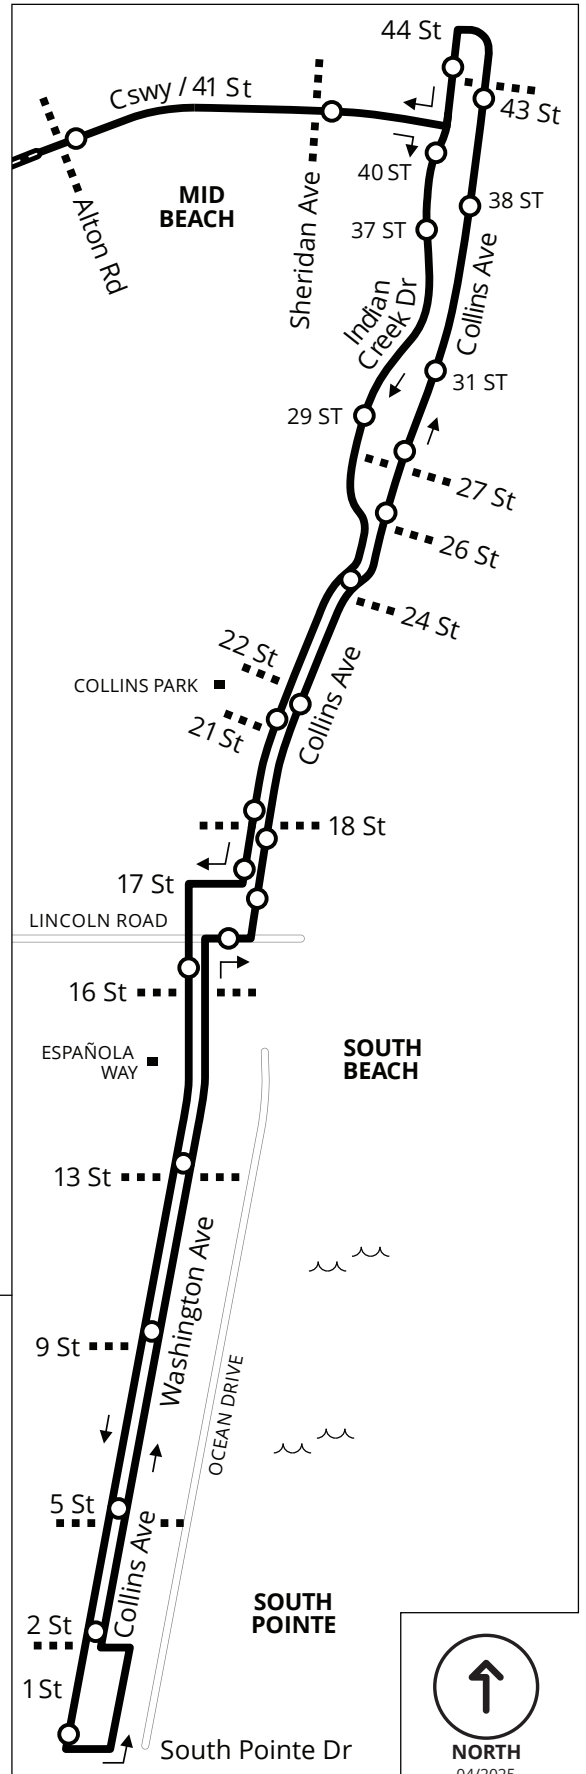 44 St
Cswy / 41 St
43 St
40 ST
MID
BEACH
Alton Rd
Sheridan Ave
38 ST
37 ST
Indian
Creek Dr
Collins Ave
31 ST
29 ST
27 St
26 St
24 St
22 St
COLLINS PARK
21 St
Collins Ave
18 St
17 St
LINCOLN ROAD
16 St
ESPAÑOLA
WAY
SOUTH
BEACH
13 St
Washington Ave
9 St
OCEAN DRIVE
5 St
Collins Ave
SOUTH
POINTE
2 St
1 St
South Pointe Dr
NORTH
04/2025